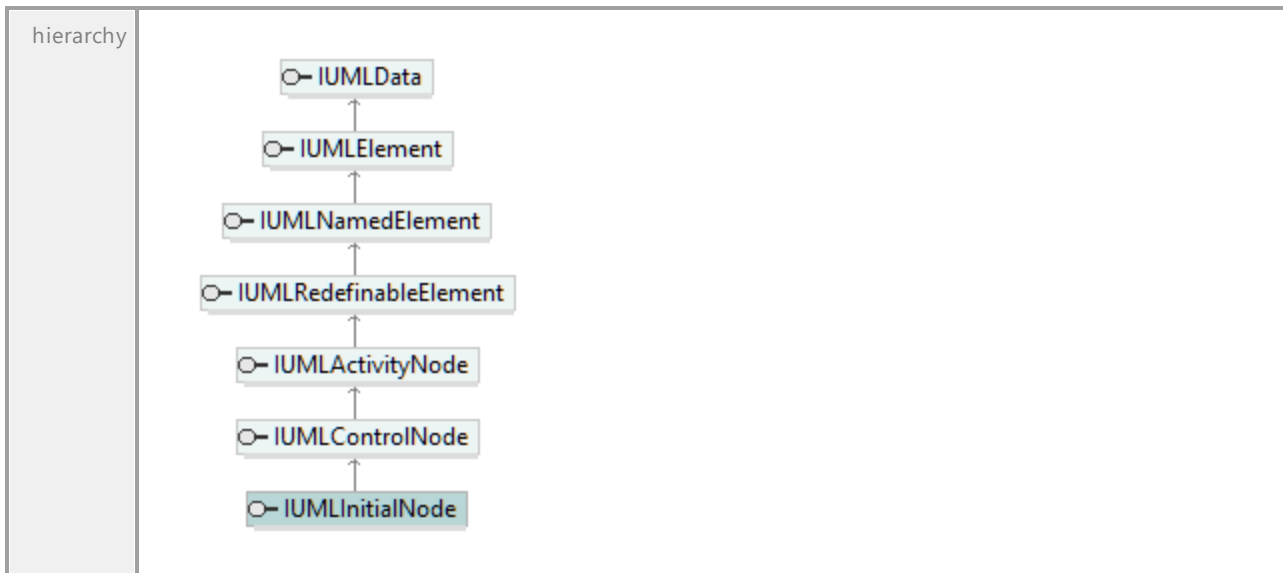 hierarchy
IUMLData
IUMLElement
IUMLNamedElement
IUMLRedefinableElement
IUMLActivityNode
IUMLControlNode
IUMLInitialNode